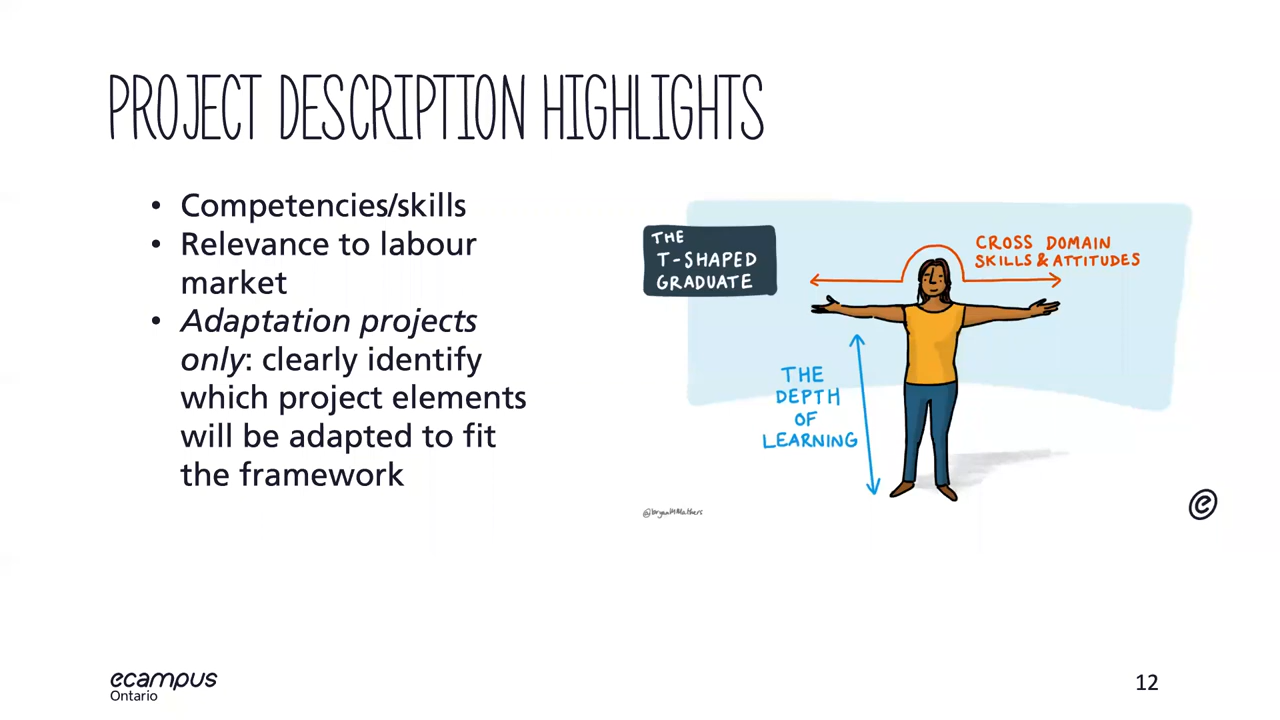 PROJECT DESCRIPTION HIGHLIGHTS
• Competencies/skills
• Relevance to labour
market
• Adaptation projects
only: clearly identify
which project elements
will be adapted to fit
the framework
THE
T-SHAPED
GRADUATE
CROSS DOMAIN
SKILLS & ATTITUDES
THE
DEPTH
OF
LEARNING
@bryanMMathers
ecampus
Ontario
12